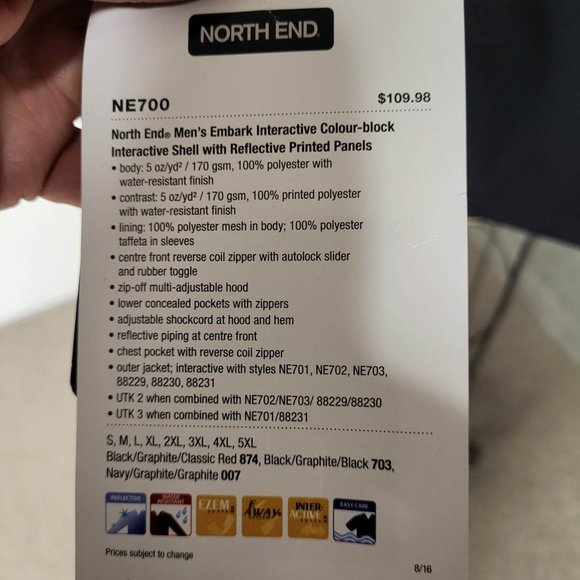 NORTH END.
NE700 $109.98
North End® Men's Embark Interactive Colour-block
Interactive Shell with Reflective Printed Panels
• body: 5 oz/yd² / 170 gsm, 100% polyester with
water-resistant finish
• contrast: 5 oz/yd² / 170 gsm, 100% printed polyester
with water-resistant finish
• lining: 100% polyester mesh in body; 100% polyester
taffeta in sleeves
• centre front reverse coil zipper with autolock slider
and rubber toggle
• zip-off multi-adjustable hood
• lower concealed pockets with zippers
• adjustable shockcord at hood and hem
• reflective piping at centre front
• chest pocket with reverse coil zipper
• outer jacket; interactive with styles NE701, NE702, NE703,
88229, 88230, 88231
• UTK 2 when combined with NE702/NE703/ 88229/88230
• UTK 3 when combined with NE701/88231
S, M, L, XL, 2XL, 3XL, 4XL, 5XL
Black/Graphite/Classic Red 874, Black/Graphite/Black 703,
Navy/Graphite/Graphite 007
REFLECTIVE
WATER
RESISTANT
EZEM
SYSTEM
AWAY
INTER-
ACTIVE
SYSTEM
EASY CARE
Prices subject to change
8/16